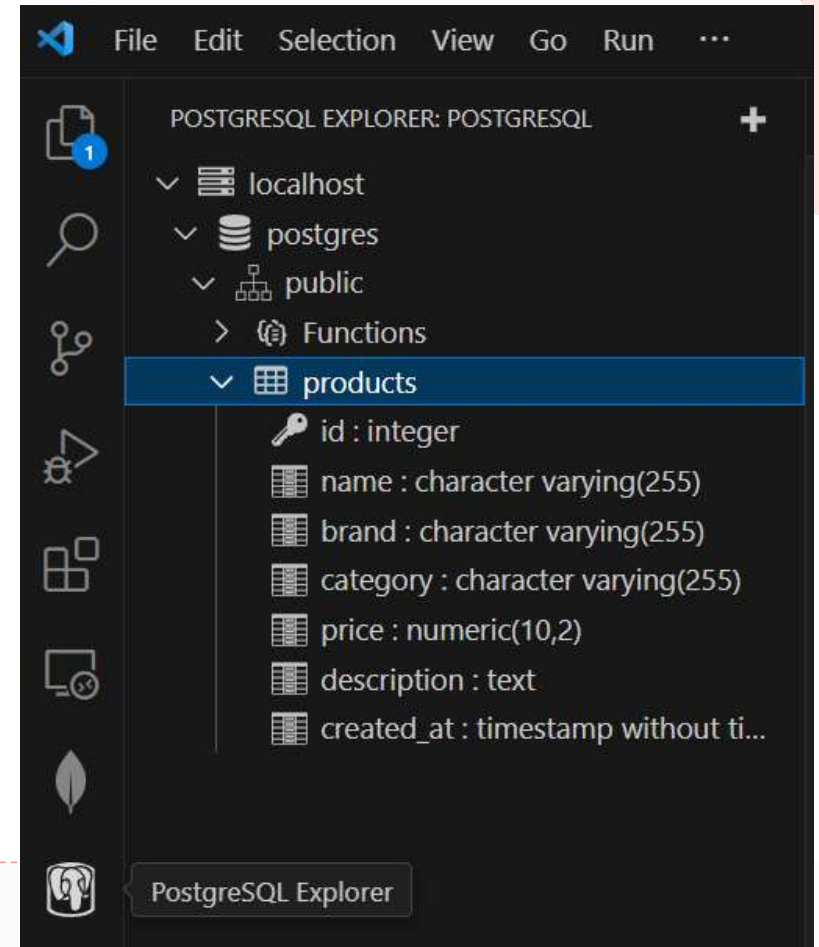 File Edit Selection View Go Run ...
POSTGRESQL EXPLORER: POSTGRESQL
1
localhost
postgres
public
Functions
products
id : integer
name : character varying(255)
brand : character varying(255)
category : character varying(255)
price : numeric(10,2)
description : text
created_at : timestamp without ti...
PostgreSQL Explorer